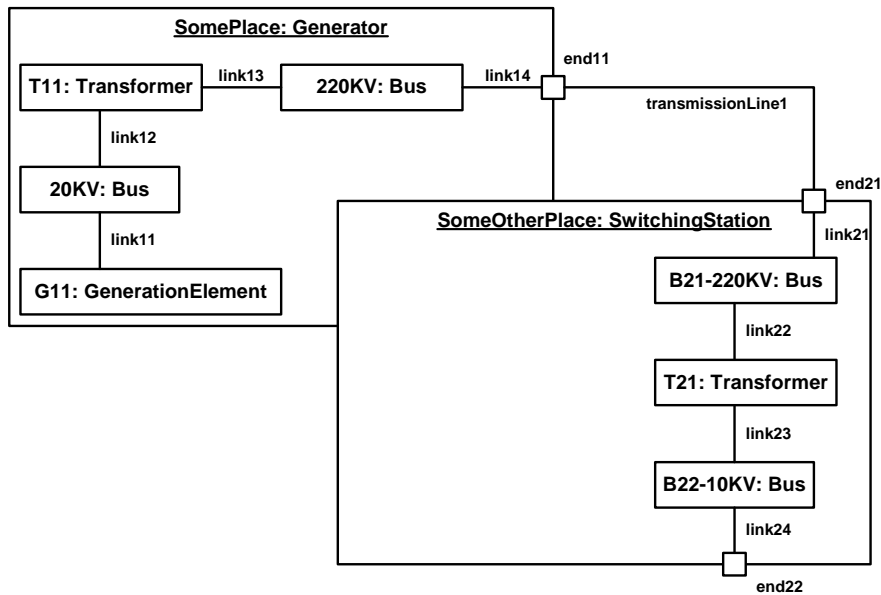 SomePlace: Generator
end11
link13
link14
T11: Transformer
220KV: Bus
transmissionLine1
link12
20KV: Bus
end21
SomeOtherPlace: SwitchingStation
link11
link21
G11: GenerationElement
B21-220KV: Bus
link22
T21: Transformer
link23
B22-10KV: Bus
link24
end22